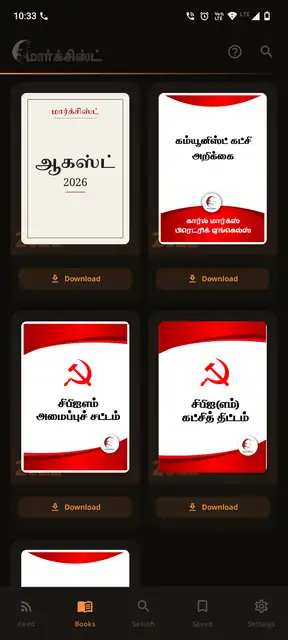 10:33
மார்க்சிஸ்ட்
மார்க்சிஸ்ட்
ஆகஸ்ட்
2026
கம்யூனிஸ்ட் கட்சி
அறிக்கை
கார்ல் மார்க்ஸ்
பிரெட்ரிக் ஏங்கெல்ஸ்
Download
Download
சிபிஐஎம்
அமைப்புச் சட்டம்
சிபிஐ(எம்)
கட்சித் திட்டம்
Download
Download
Feed
Books
Search
Saved
Settings